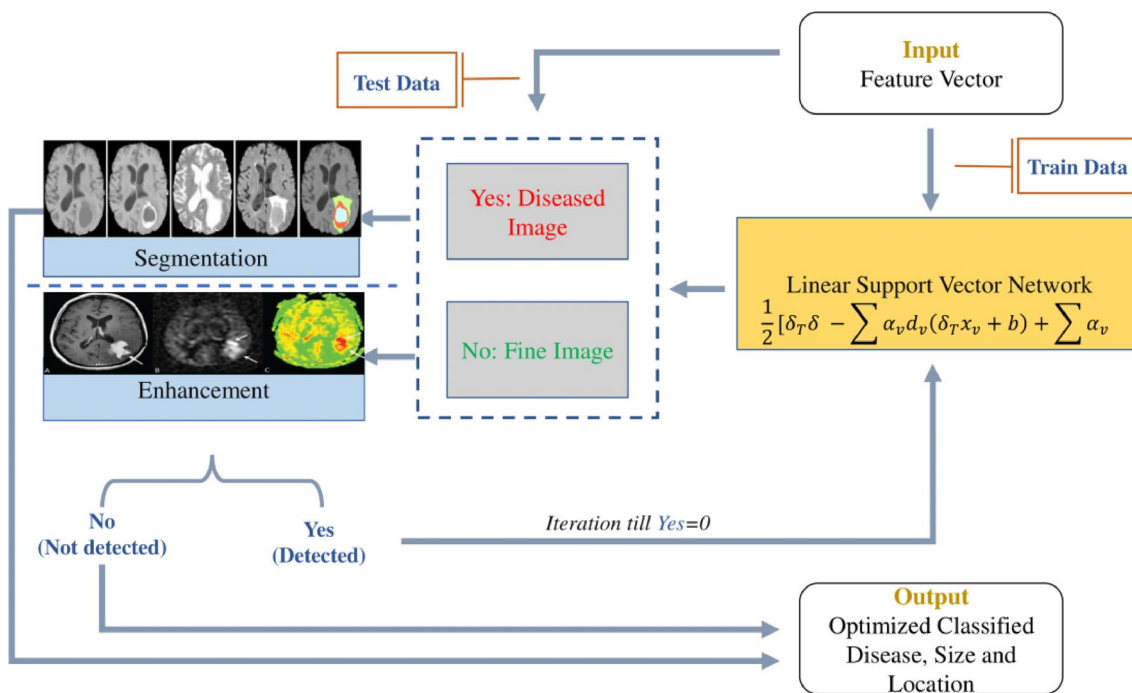 Input
Feature Vector
Test Data
Train Data
Yes: Diseased
Image
No: Fine Image
Segmentation
A B C
Enhancement
Linear Support Vector Network
1/2 [δ_T δ − ∑ α_v d_v (δ_T x_v + b) + ∑ α_v
No
(Not detected)
Yes
(Detected)
Iteration till Yes=0
Output
Optimized Classified
Disease, Size and
Location